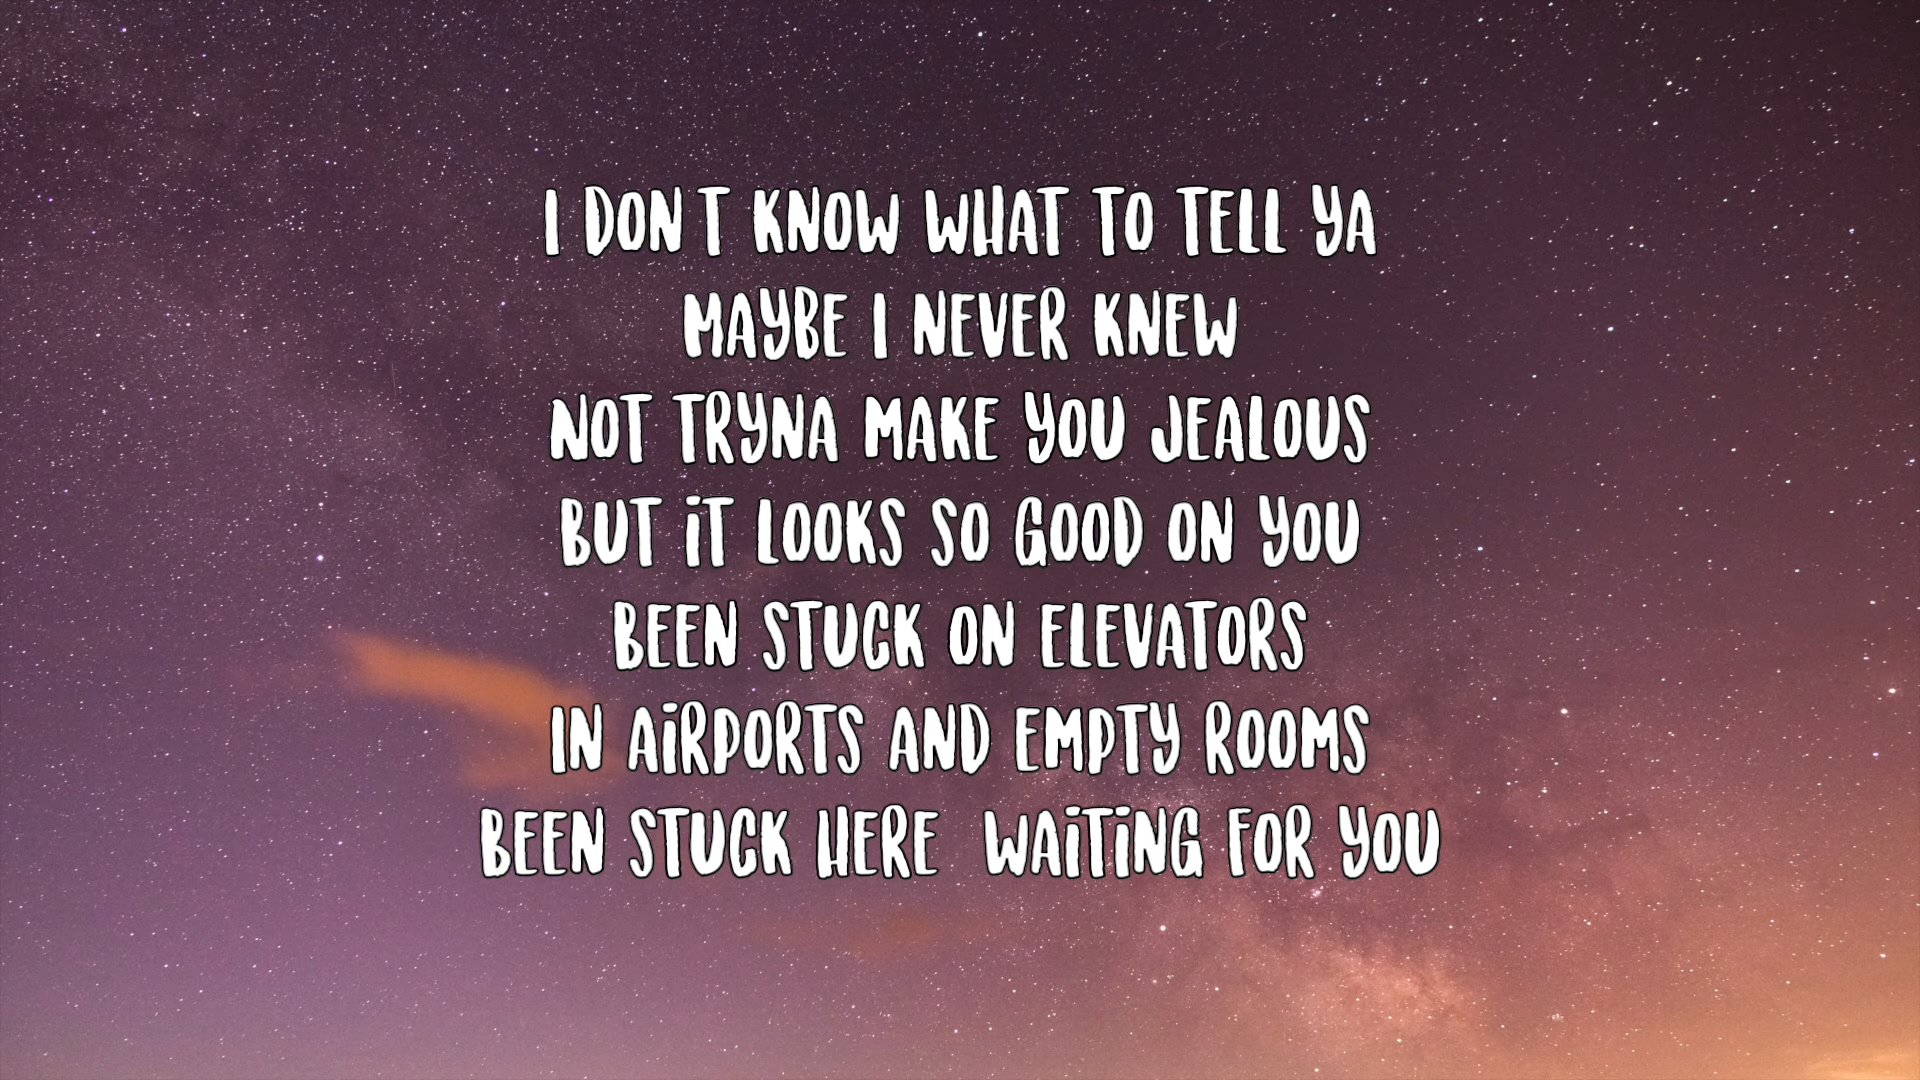 I DON T KNOW WHAT TO TELL YA
MAYBE I NEVER KNEW
NOT TRYNA MAKE YOU JEALOUS
BUT iT LOOKS SO GOOD ON YOU
BEEN STUCK ON ELEVATORS
IN AiRPORTS AND EMPTY ROOMS
BEEN STUCK HERE  WAiTiNG FOR YOU